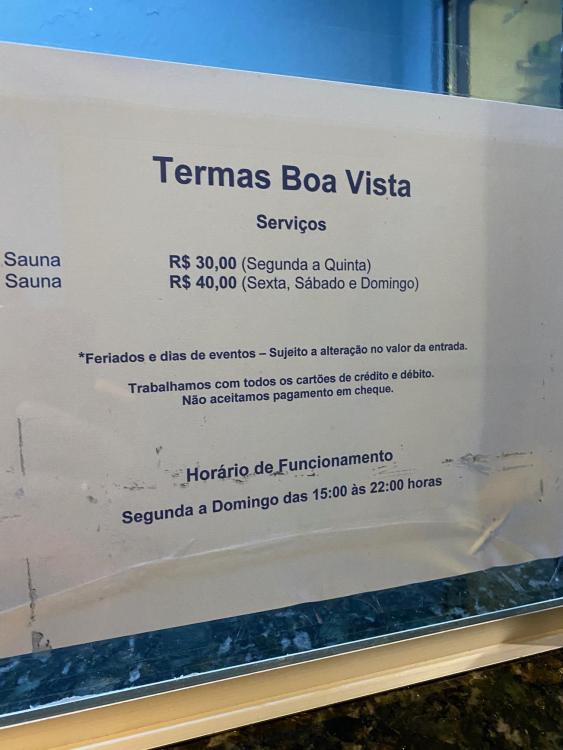 Termas Boa Vista
Serviços
Sauna R$ 30,00 (Segunda a Quinta)
Sauna R$ 40,00 (Sexta, Sábado e Domingo)
*Feriados e dias de eventos – Sujeito a alteração no valor da entrada.
Trabalhamos com todos os cartões de crédito e débito.
Não aceitamos pagamento em cheque.
Horário de Funcionamento
Segunda a Domingo das 15:00 às 22:00 horas